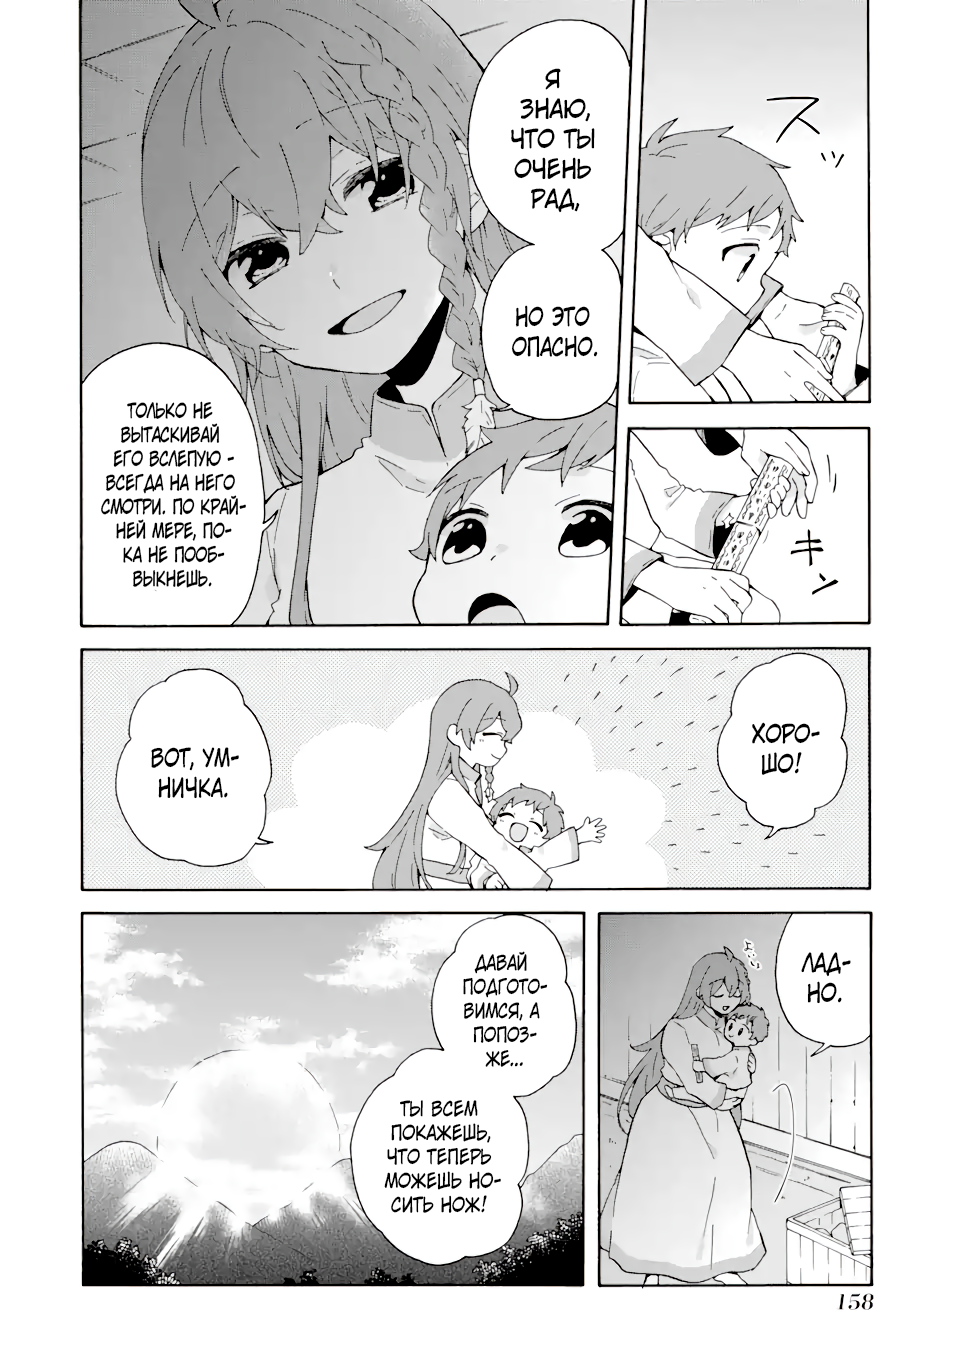 スッ
キン
Я
ЗНАЮ,
ЧТО ТЫ
ОЧЕНЬ
РАД,
НО ЭТО
ОПАСНО.
ТОЛЬКО НЕ
ВЫТАСКИВАЙ
ЕГО ВСЛЕПУЮ -
ВСЕГДА НА НЕГО
СМОТРИ. ПО КРАЙ-
НЕЙ МЕРЕ, ПО-
КА НЕ ПООБ-
ВЫКНЕШЬ.
ХОРО-
ШО!
ВОТ, УМ-
НИЧКА.
ЛАД-
НО.
ДАВАЙ
ПОДГОТО-
ВИМСЯ, А
ПОПОЗ-
ЖЕ...
ТЫ ВСЕМ
ПОКАЖЕШЬ,
ЧТО ТЕПЕРЬ
МОЖЕШЬ НО-
СИТЬ НОЖ!
158